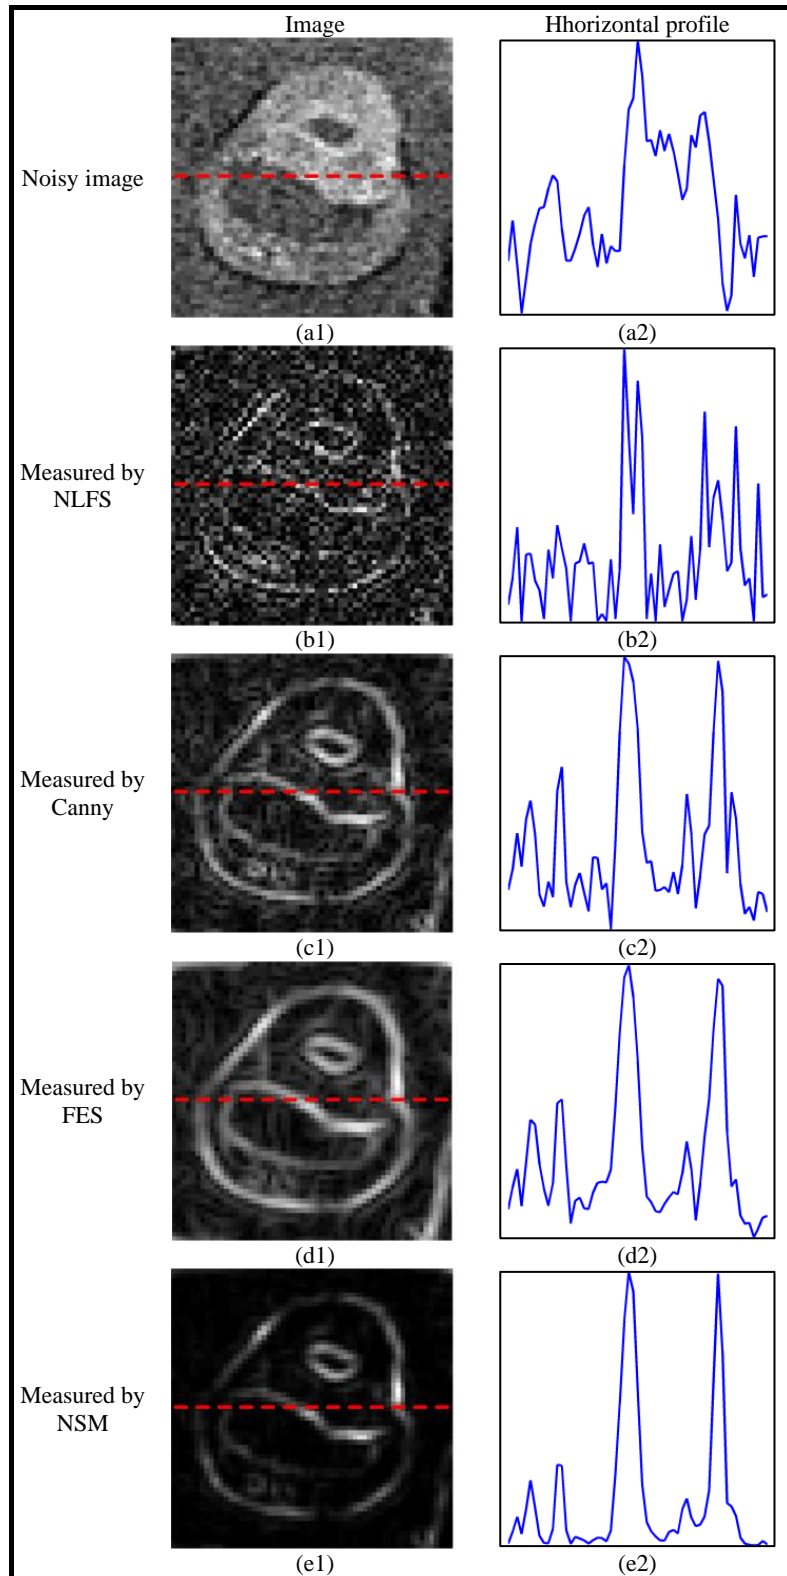 Image
Hhorizontal profile
Noisy image
(a1)
(a2)
Measured by
NLFS
(b1)
(b2)
Measured by
Canny
(c1)
(c2)
Measured by
FES
(d1)
(d2)
Measured by
NSM
(e1)
(e2)